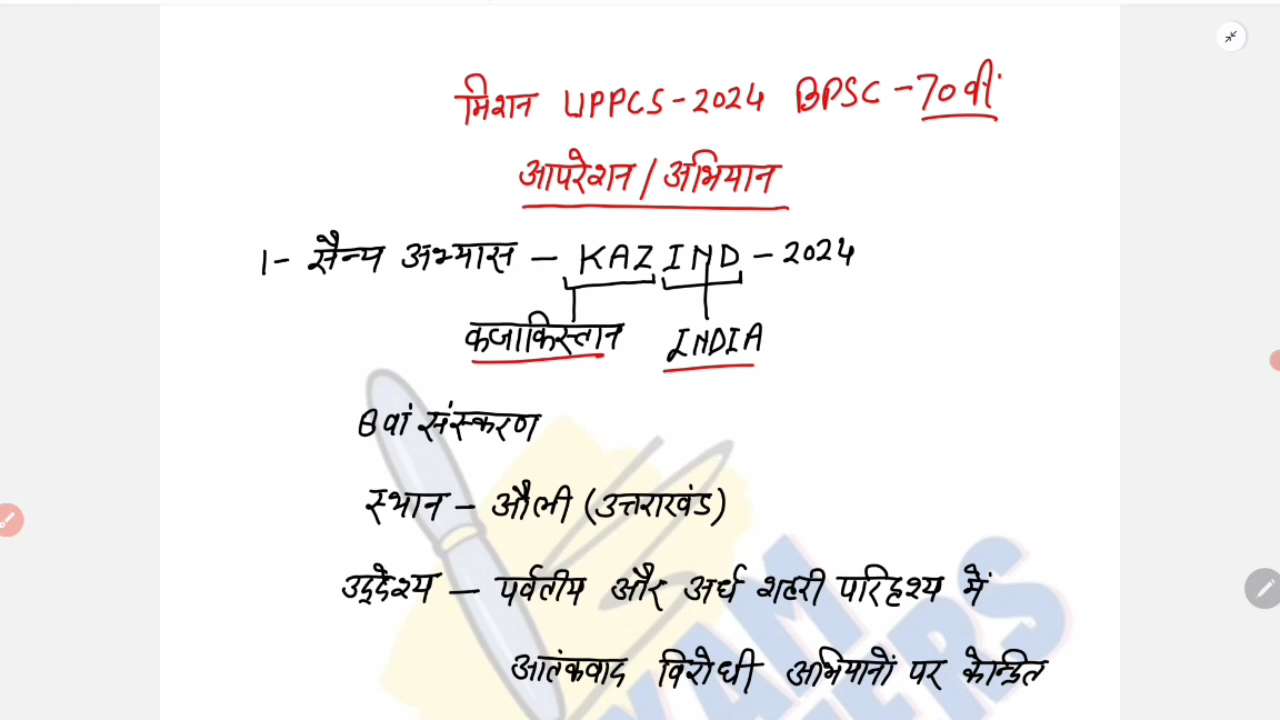 मिशन UPPCS-2024 BPSC-70वीं
आपरेशन/अभियान
1- सैन्य अभ्यास - KAZIND - 2024
कजाकिस्तान INDIA
8वां संस्करण
स्थान - औली (उत्तराखंड)
उद्देश्य - पर्वतीय और अर्ध शहरी परिदृश्य में
आतंकवाद विरोधी अभियानों पर केन्द्रित